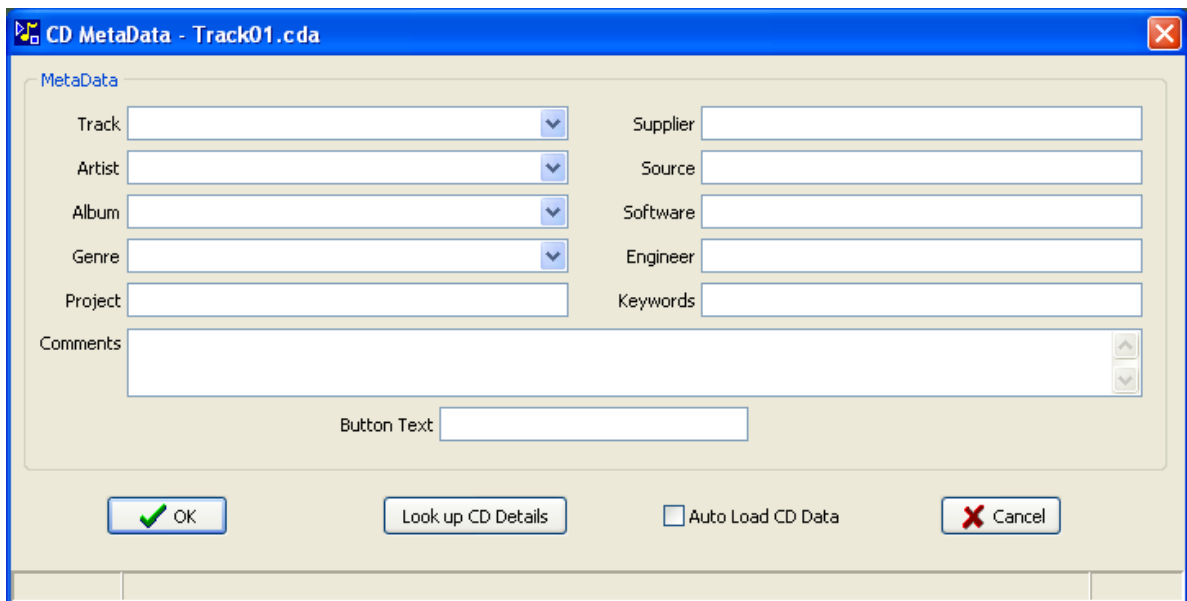 CD MetaData - Track01.cda
MetaData
Track
Supplier
Artist
Source
Album
Software
Genre
Engineer
Project
Keywords
Comments
Button Text
OK
Look up CD Details
Auto Load CD Data
Cancel